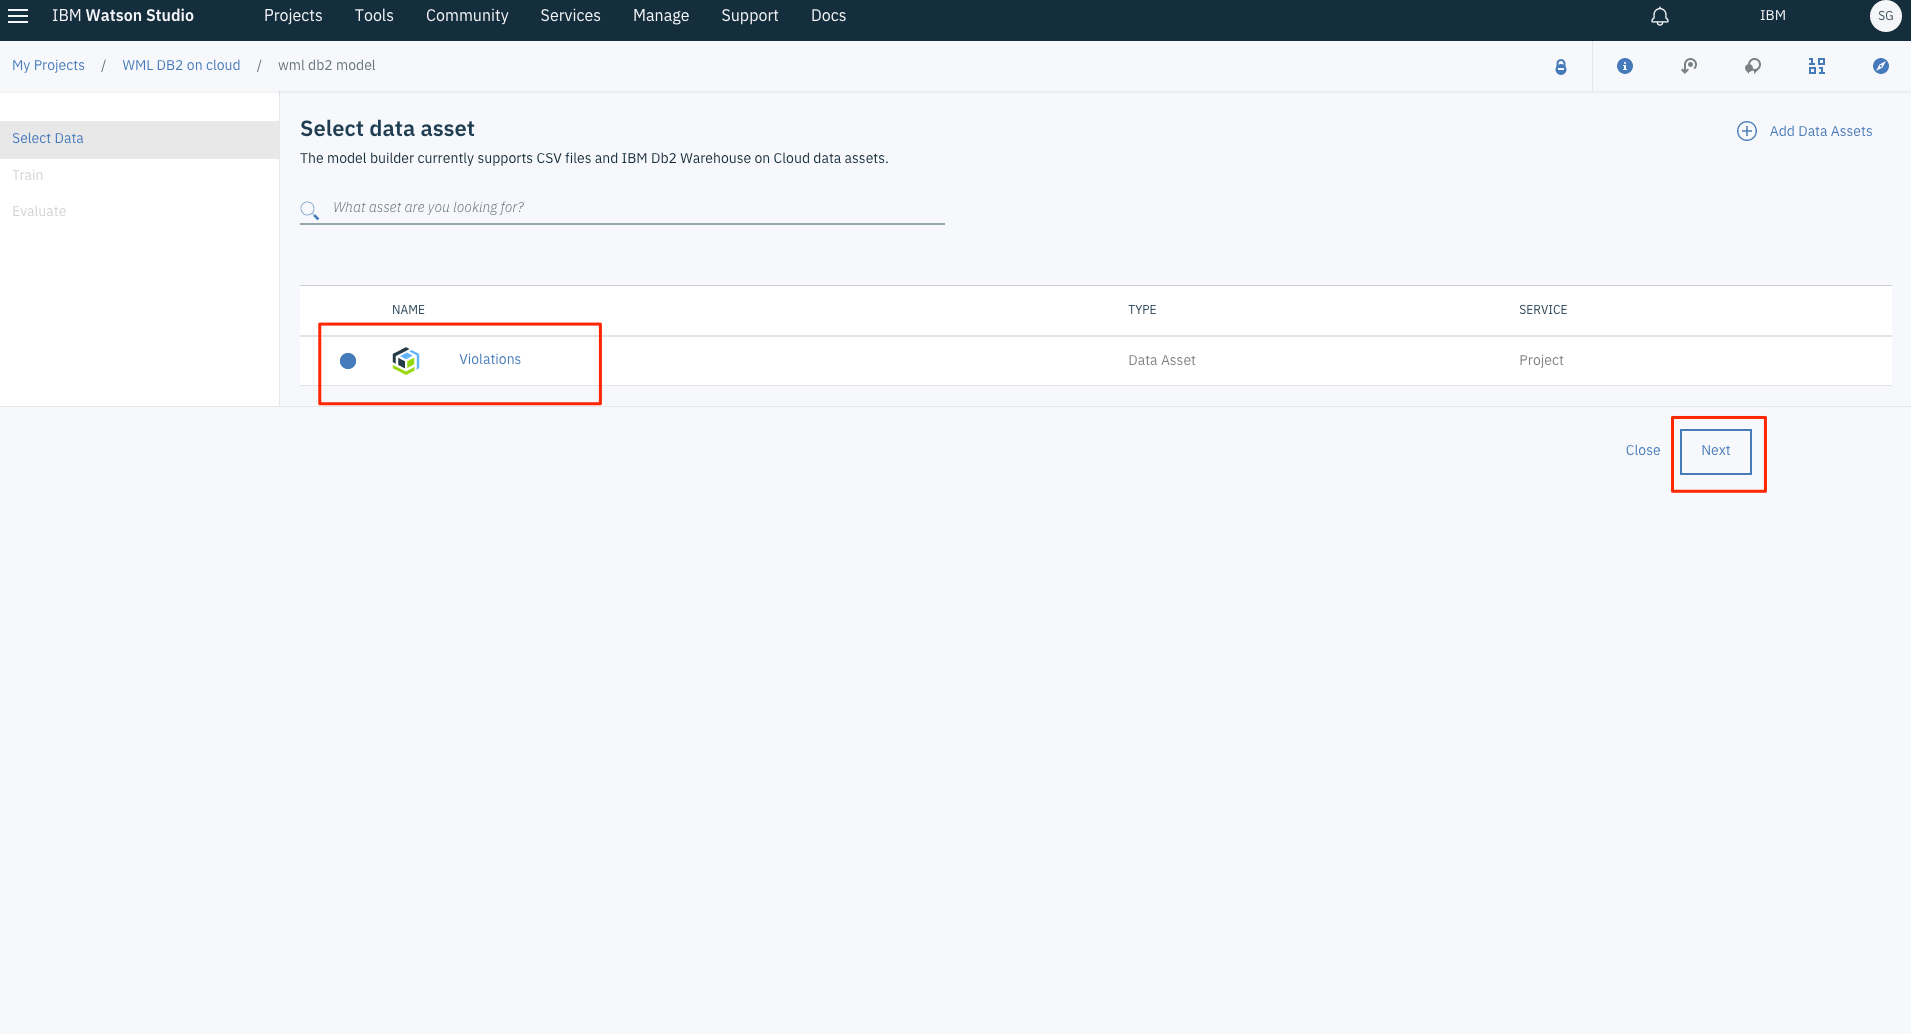 IBM Watson Studio Projects Tools Community Services Manage Support Docs IBM SG
My Projects / WML DB2 on cloud / wml db2 model
Select Data
Train
Evaluate
Select data asset
Add Data Assets
The model builder currently supports CSV files and IBM Db2 Warehouse on Cloud data assets.
What asset are you looking for?
NAME TYPE SERVICE
Violations Data Asset Project
Close Next